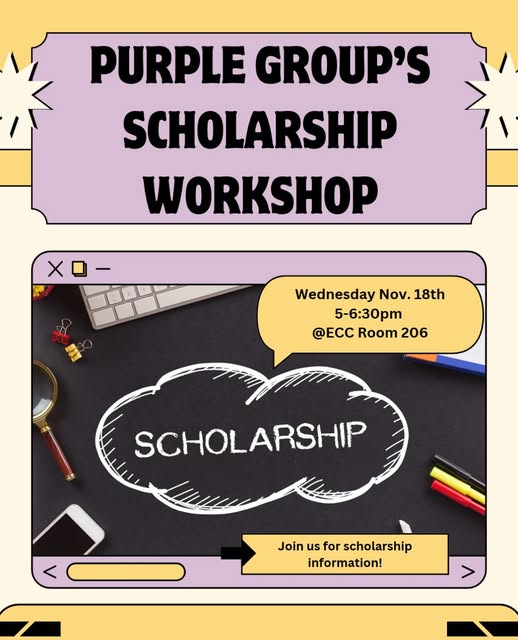 PURPLE GROUP'S
SCHOLARSHIP
WORKSHOP
Wednesday Nov. 18th
5-6:30pm
@ECC Room 206
SCHOLARSHIP
Join us for scholarship
information!